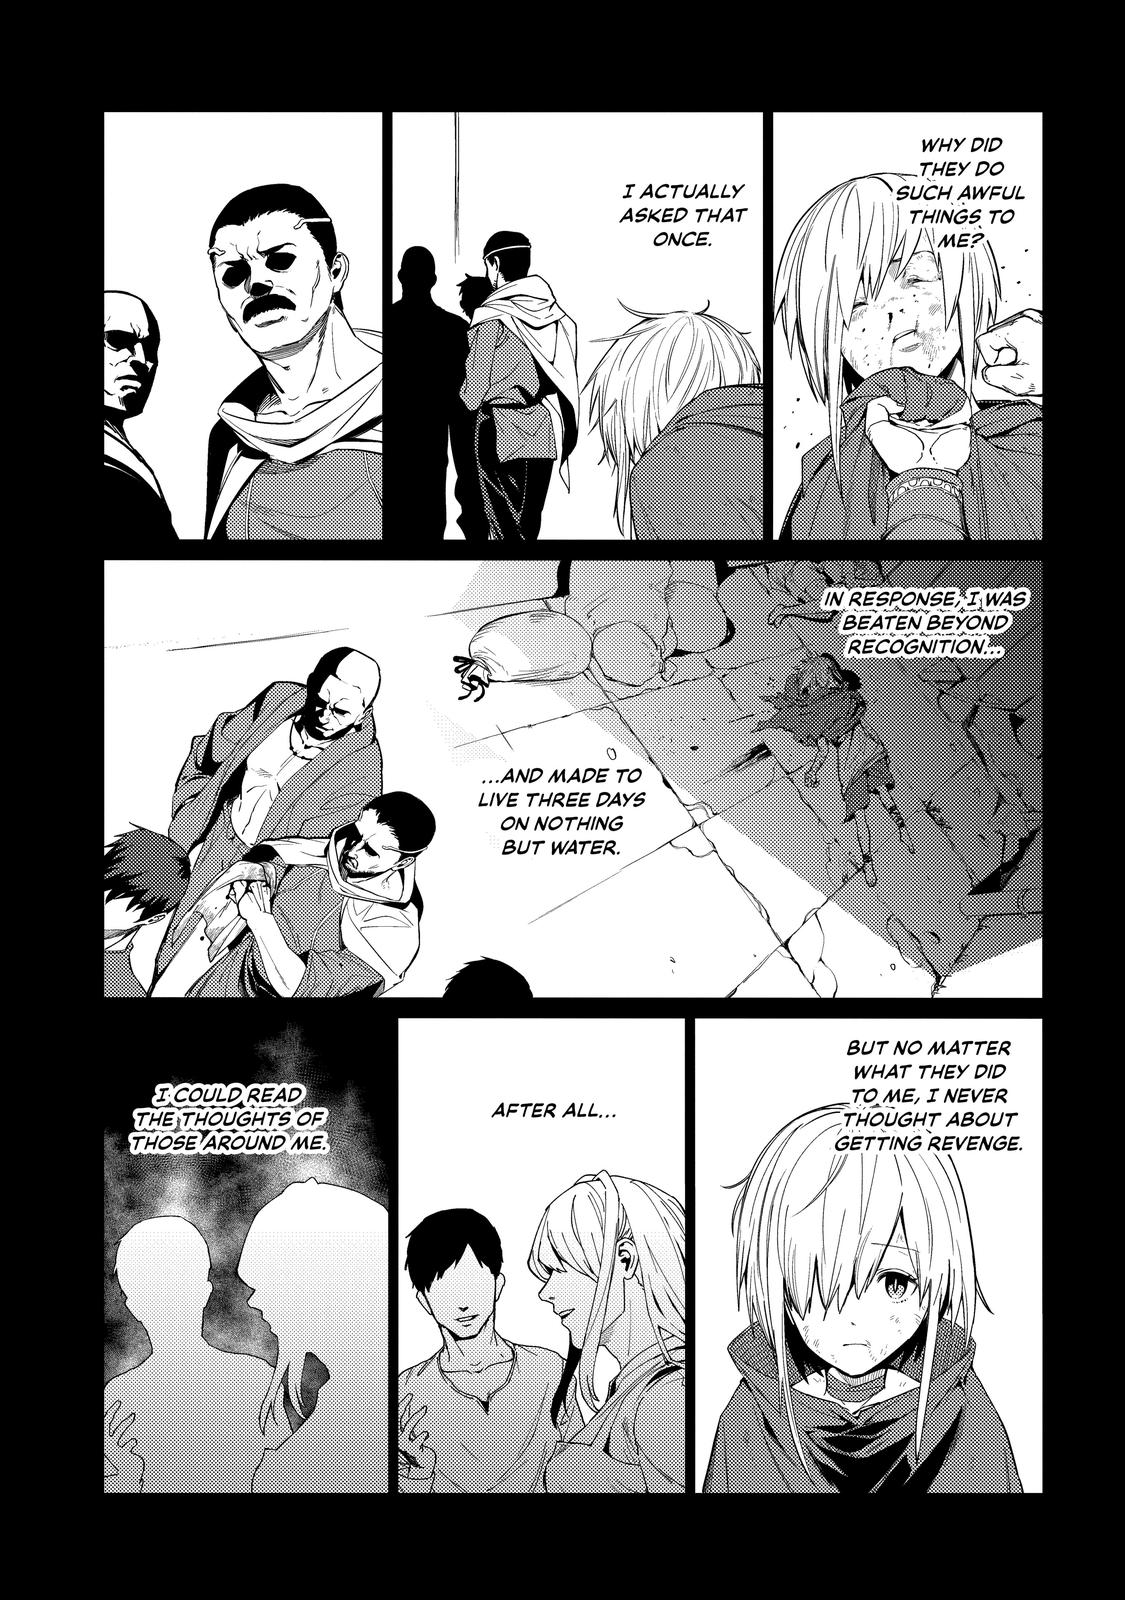 WHY DID
THEY DO
SUCH AWFUL
THINGS TO
ME?
I ACTUALLY
ASKED THAT
ONCE.
IN RESPONSE, I WAS
BEATEN BEYOND
RECOGNITION...
...AND MADE TO
LIVE THREE DAYS
ON NOTHING
BUT WATER.
BUT NO MATTER
WHAT THEY DID
TO ME, I NEVER
THOUGHT ABOUT
GETTING REVENGE.
AFTER ALL...
I COULD READ
THE THOUGHTS OF
THOSE AROUND ME.